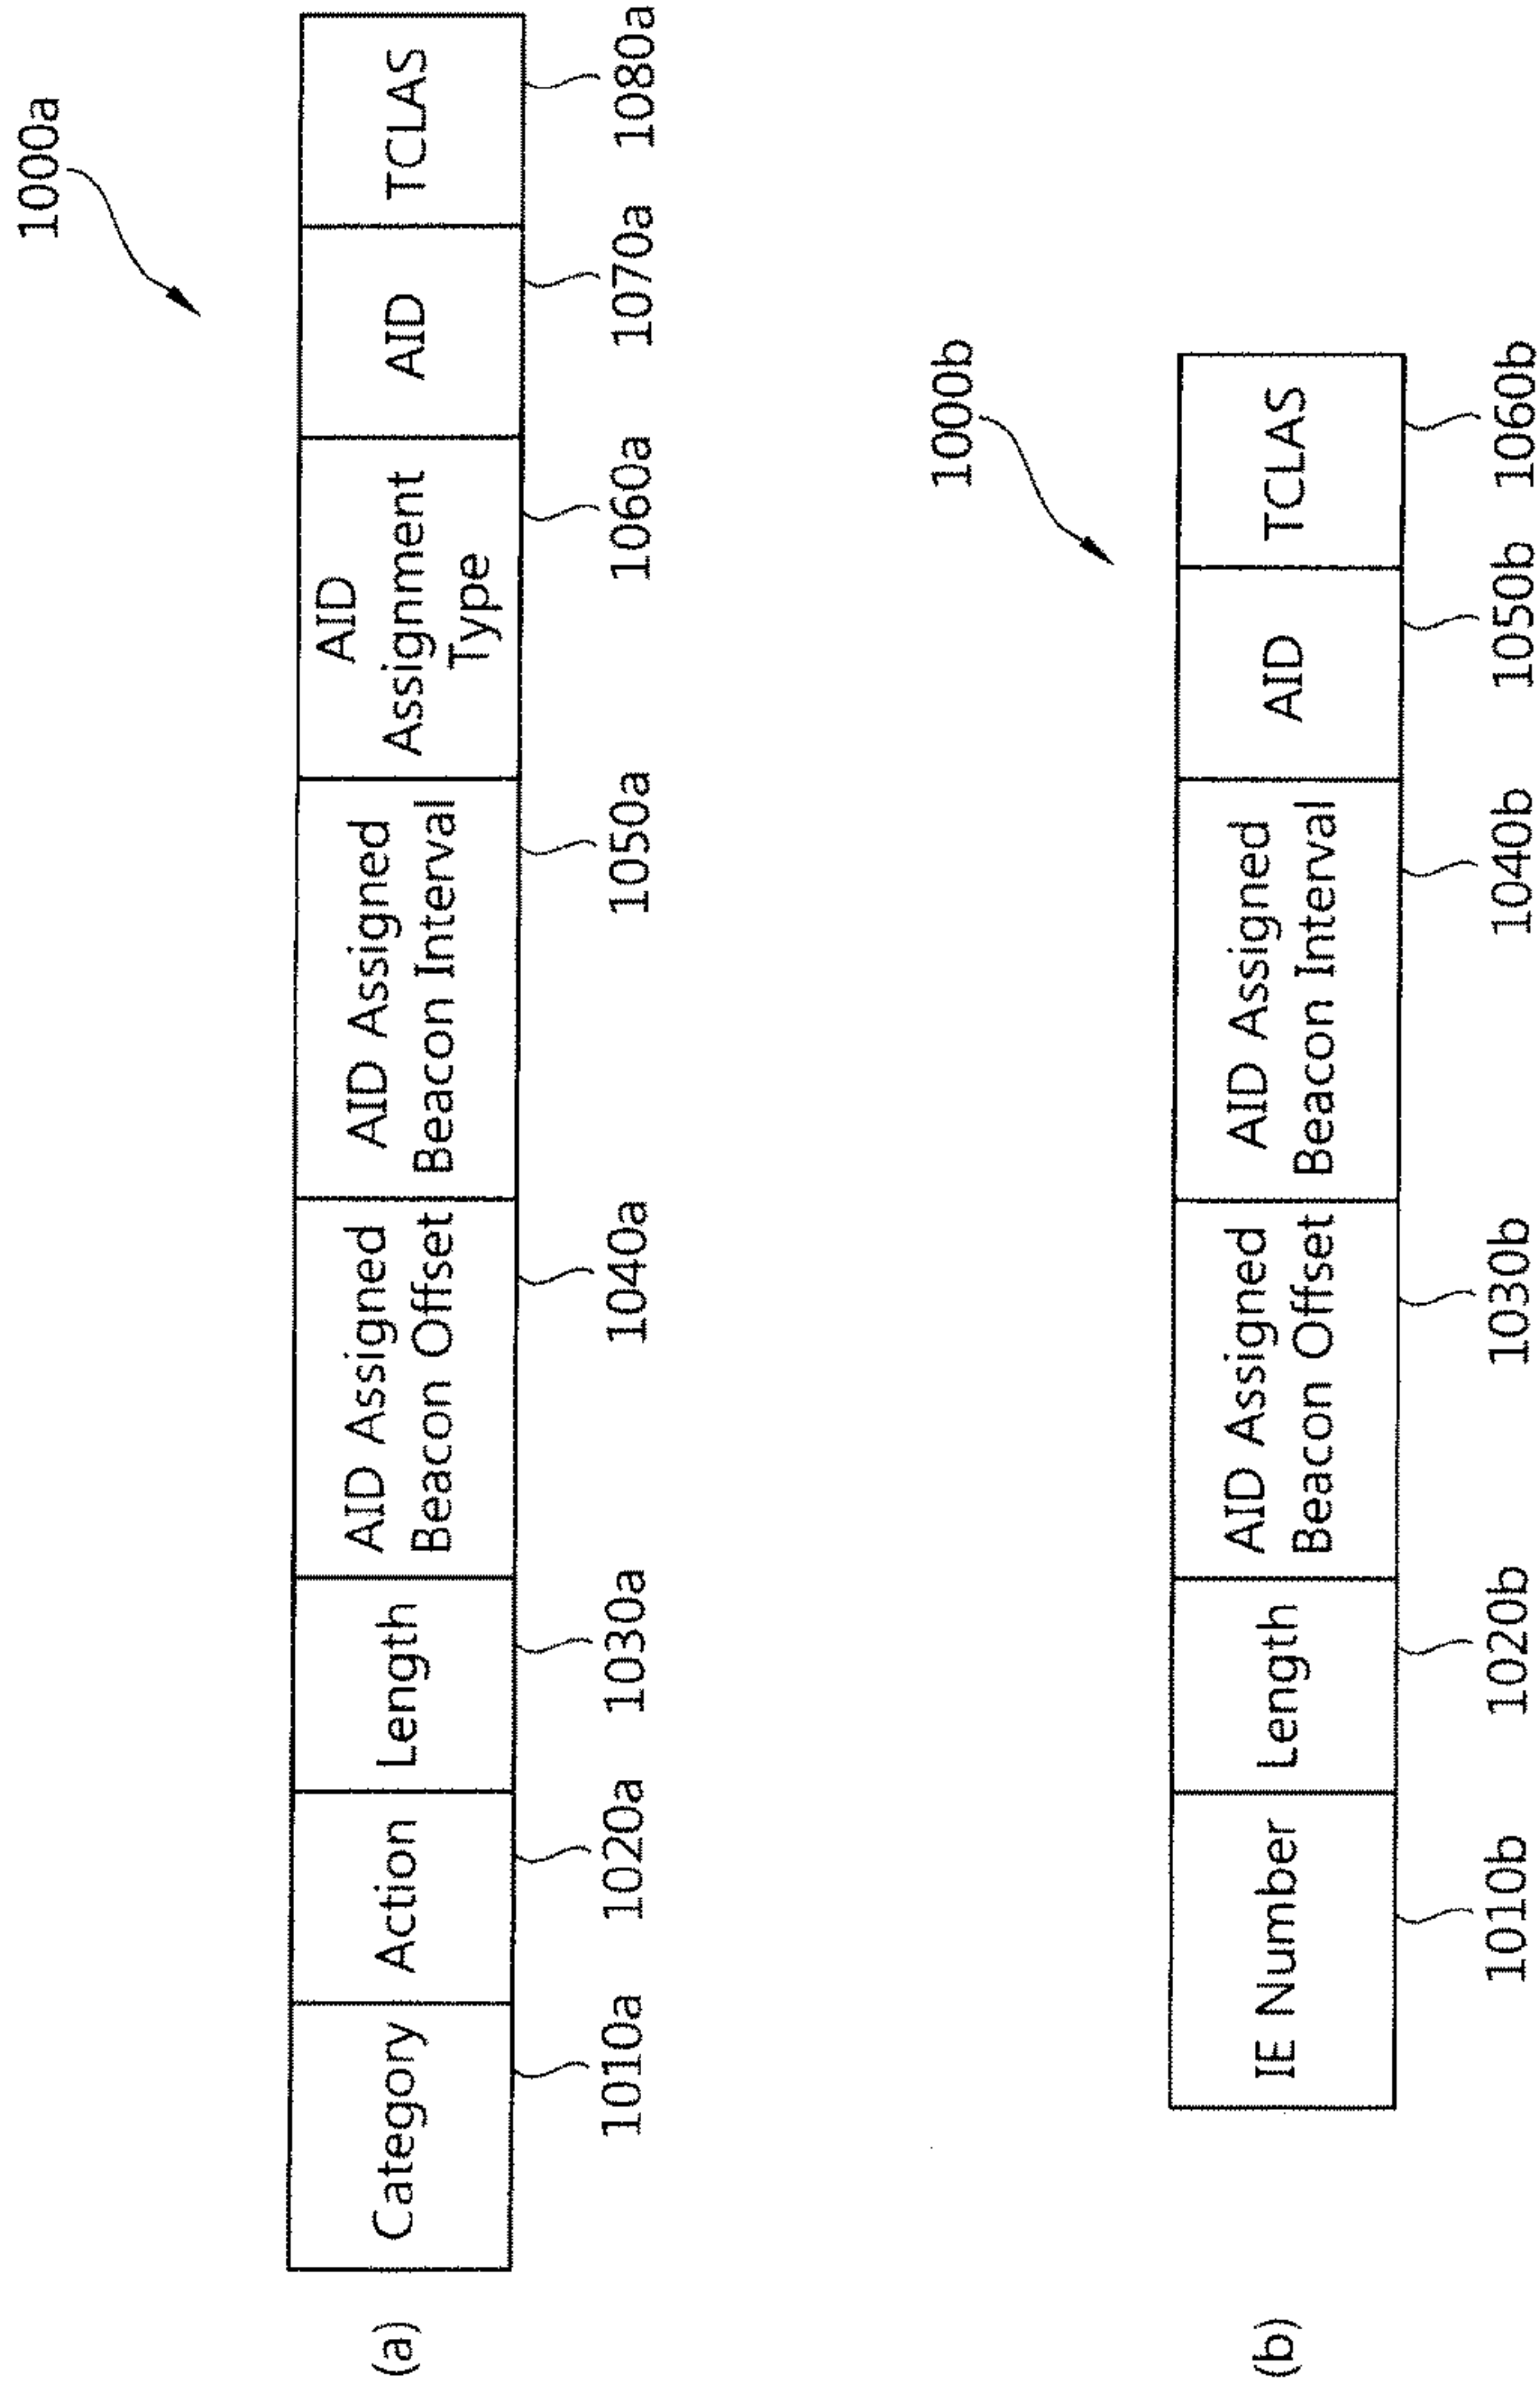 1000a
(a)
Category
Action
Length
AID Assigned
Beacon Offset
AID Assigned
Beacon Interval
AID
Assignment
Type
AID
TCLAS
1010a
1020a
1030a
1040a
1050a
1060a
1070a
1080a
1000b
(b)
IE Number
Length
AID Assigned
Beacon Offset
AID Assigned
Beacon Interval
AID
TCLAS
1010b
1020b
1030b
1040b
1050b
1060b